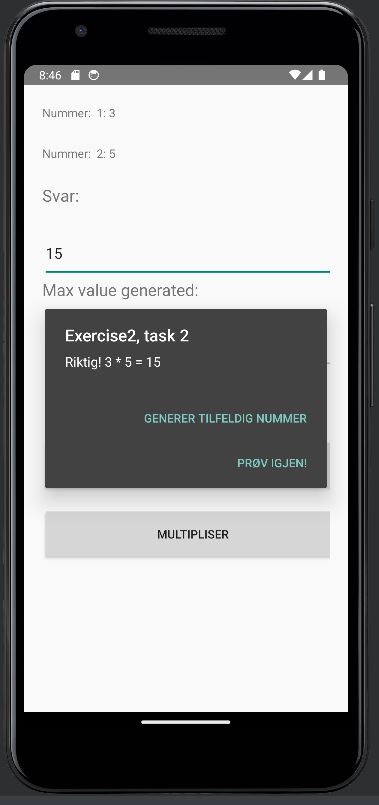 8:46
Nummer: 1: 3
Nummer: 2: 5
Svar:
15
Max value generated:
Exercise2, task 2
Riktig! 3 * 5 = 15
GENERER TILFELDIG NUMMER
PRØV IGJEN!
MULTIPLISER